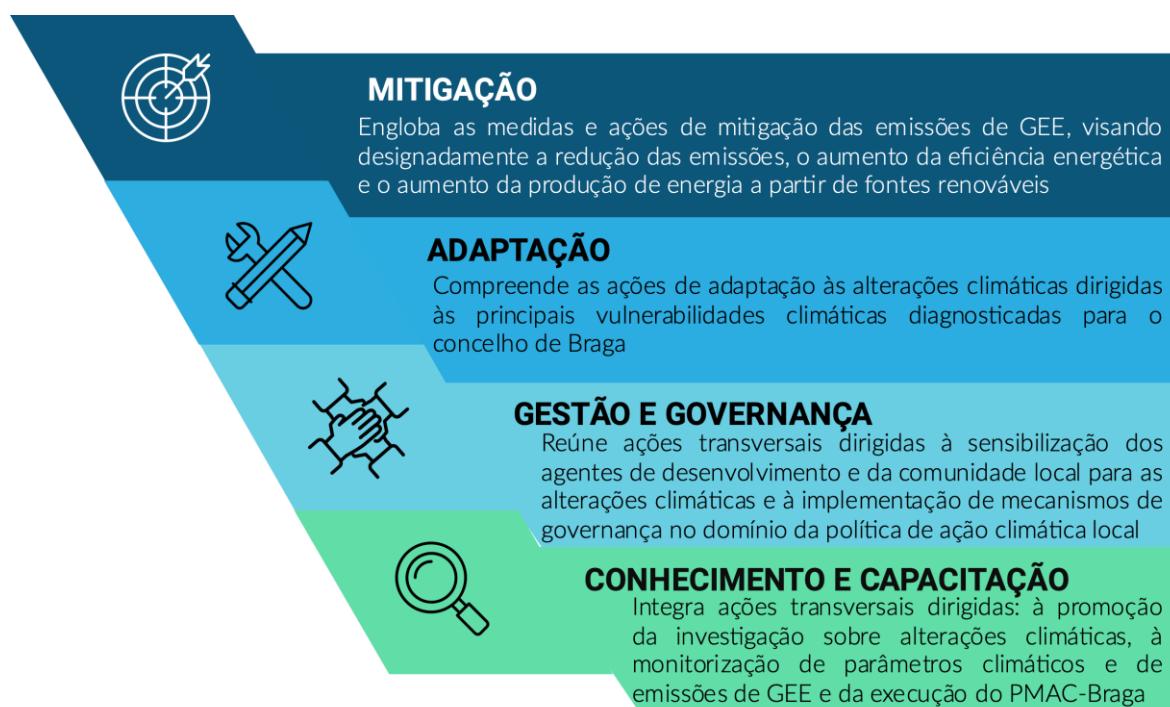 MITIGAÇÃO
Engloba as medidas e ações de mitigação das emissões de GEE, visando
designadamente a redução das emissões, o aumento da eficiência energética
e o aumento da produção de energia a partir de fontes renováveis
ADAPTAÇÃO
Compreende as ações de adaptação às alterações climáticas dirigidas
às principais vulnerabilidades climáticas diagnosticadas para o
concelho de Braga
GESTÃO E GOVERNANÇA
Reúne ações transversais dirigidas à sensibilização dos
agentes de desenvolvimento e da comunidade local para as
alterações climáticas e à implementação de mecanismos de
governança no domínio da política de ação climática local
CONHECIMENTO E CAPACITAÇÃO
Integra ações transversais dirigidas: à promoção
da investigação sobre alterações climáticas, à
monitorização de parâmetros climáticos e de
emissões de GEE e da execução do PMAC-Braga